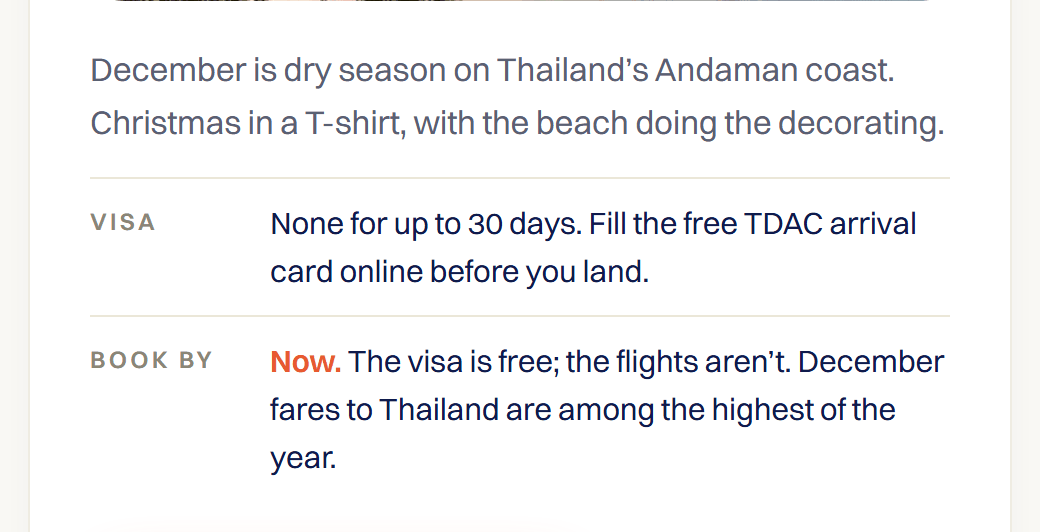 December is dry season on Thailand’s Andaman coast.
Christmas in a T-shirt, with the beach doing the decorating.
VISA
None for up to 30 days. Fill the free TDAC arrival
card online before you land.
BOOK BY
Now. The visa is free; the flights aren’t. December
fares to Thailand are among the highest of the
year.